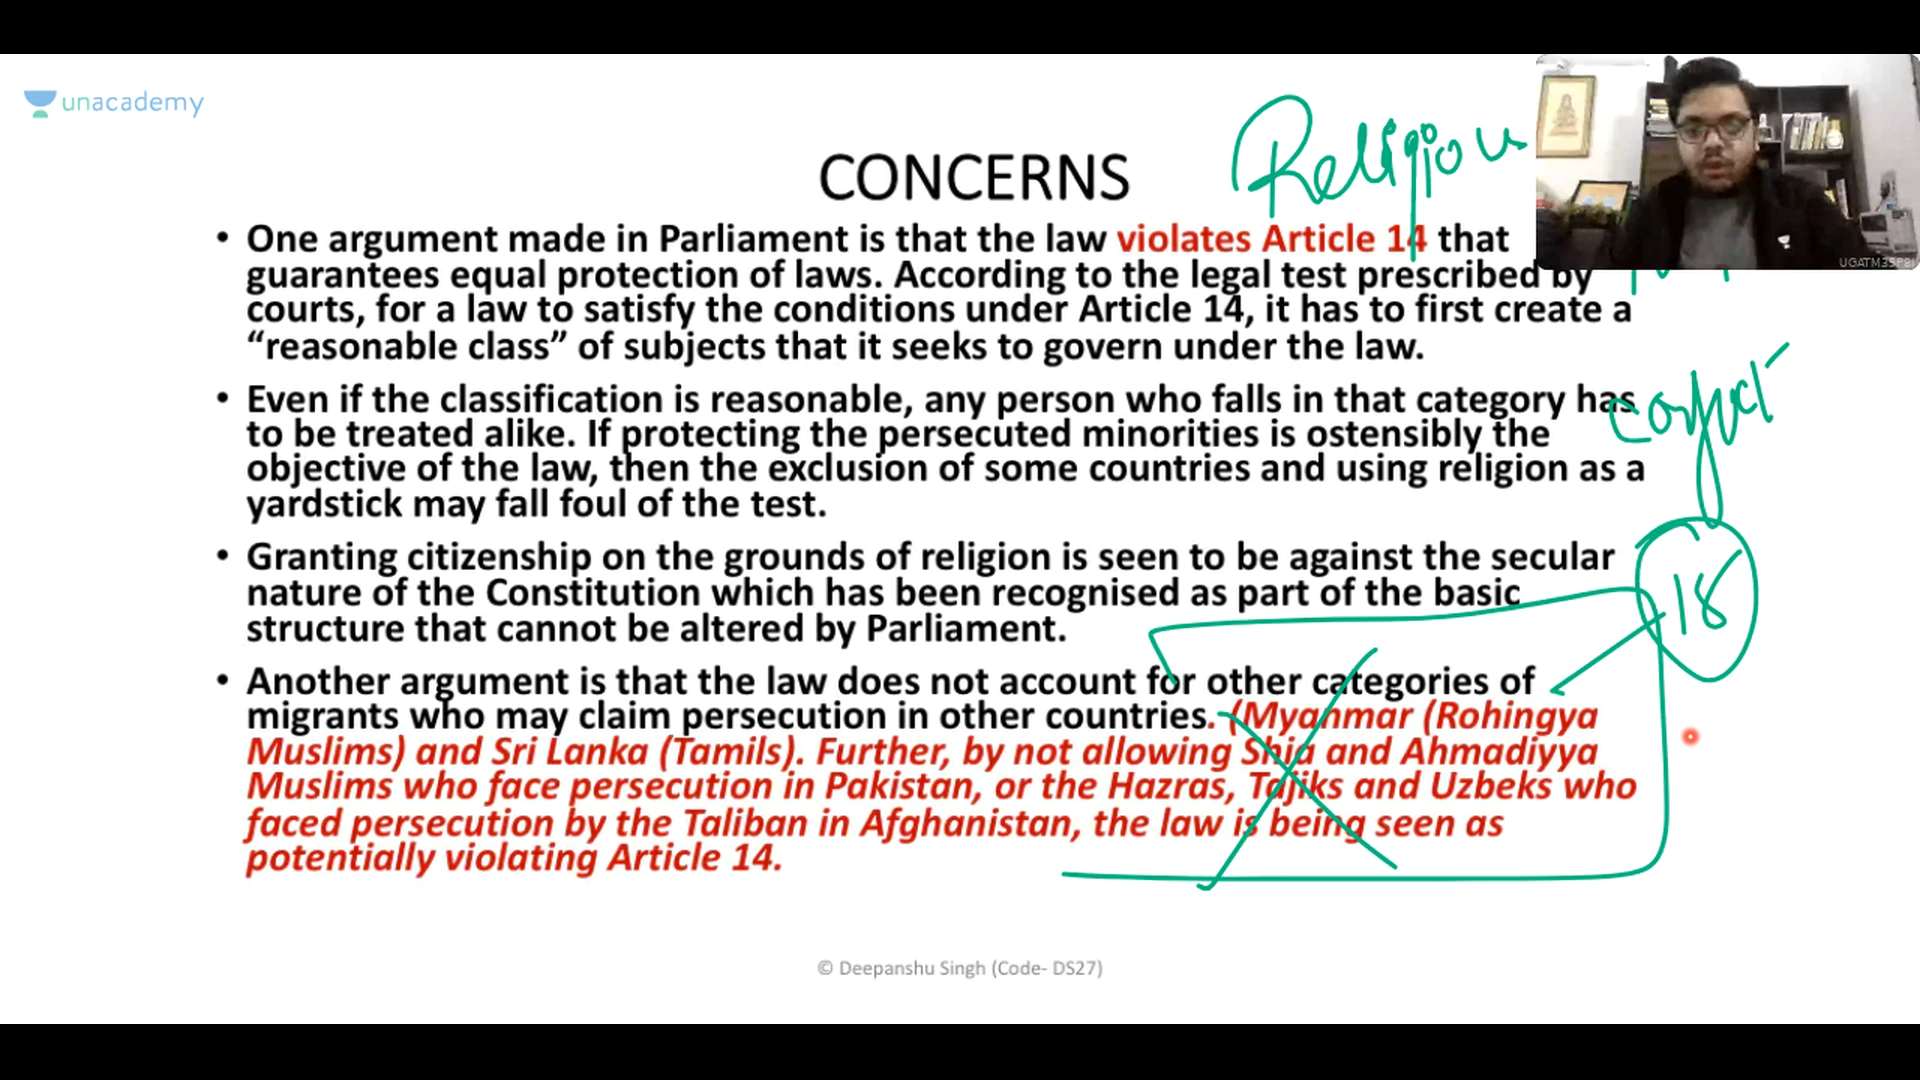 unacademy
Religiou
CONCERNS
• One argument made in Parliament is that the law violates Article 14 that
guarantees equal protection of laws. According to the legal test prescribed by
courts, for a law to satisfy the conditions under Article 14, it has to first create a
“reasonable class” of subjects that it seeks to govern under the law.
• Even if the classification is reasonable, any person who falls in that category has
to be treated alike. If protecting the persecuted minorities is ostensibly the
objective of the law, then the exclusion of some countries and using religion as a
yardstick may fall foul of the test.
• Granting citizenship on the grounds of religion is seen to be against the secular
nature of the Constitution which has been recognised as part of the basic
structure that cannot be altered by Parliament.
18
• Another argument is that the law does not account for other categories of
migrants who may claim persecution in other countries. (Myanmar (Rohingya
Muslims) and Sri Lanka (Tamils). Further, by not allowing Shia and Ahmadiyya
Muslims who face persecution in Pakistan, or the Hazras, Tajiks and Uzbeks who
faced persecution by the Taliban in Afghanistan, the law is being seen as
potentially violating Article 14.
© Deepanshu Singh (Code- DS27)